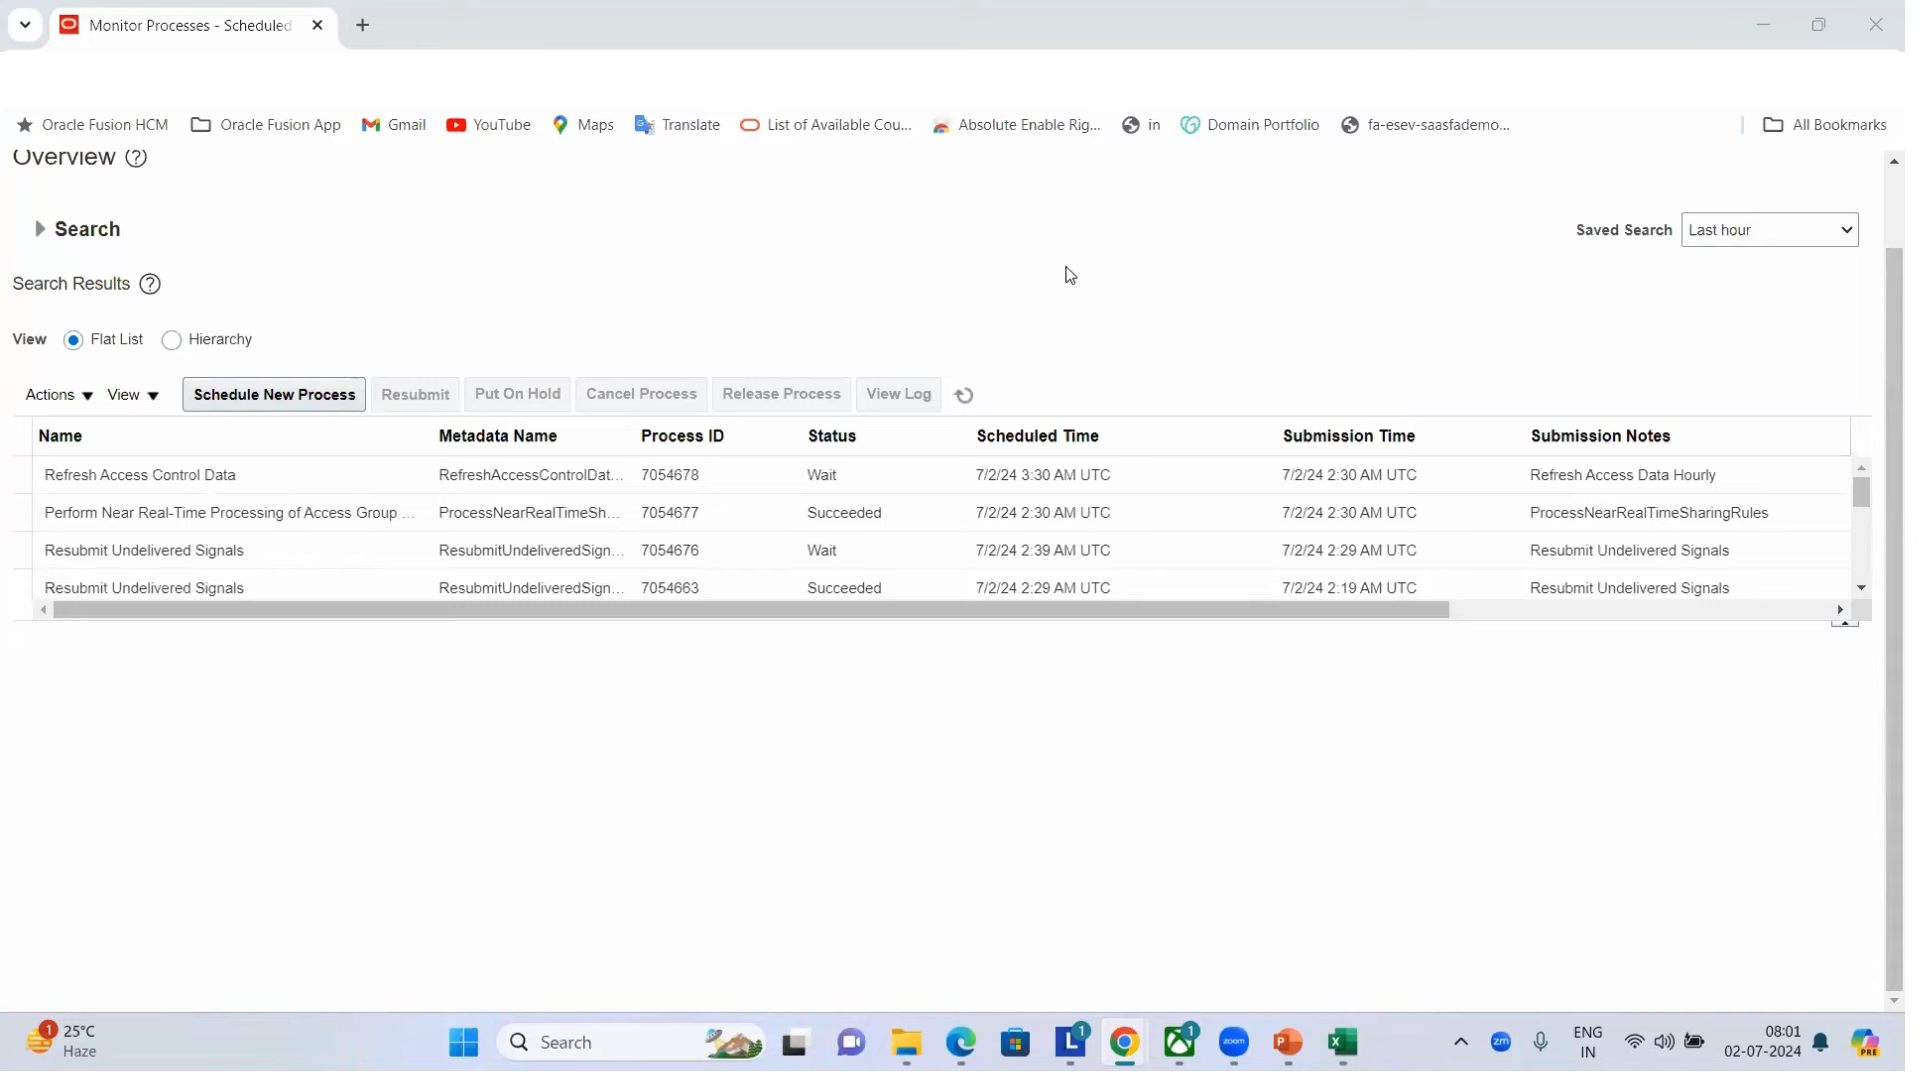 Monitor Processes - Scheduled
Oracle Fusion HCM Oracle Fusion App Gmail YouTube Maps Translate List of Available Cou... Absolute Enable Rig... in Domain Portfolio fa-esev-saasfademo... All Bookmarks
Overview ?
Search Saved Search Last hour
Search Results ?
View Flat List Hierarchy
Actions View Schedule New Process Resubmit Put On Hold Cancel Process Release Process View Log
Name Metadata Name Process ID Status Scheduled Time Submission Time Submission Notes
Refresh Access Control Data RefreshAccessControlDat... 7054678 Wait 7/2/24 3:30 AM UTC 7/2/24 2:30 AM UTC Refresh Access Data Hourly
Perform Near Real-Time Processing of Access Group ... ProcessNearRealTimeSh... 7054677 Succeeded 7/2/24 2:30 AM UTC 7/2/24 2:30 AM UTC ProcessNearRealTimeSharingRules
Resubmit Undelivered Signals ResubmitUndeliveredSign... 7054676 Wait 7/2/24 2:39 AM UTC 7/2/24 2:29 AM UTC Resubmit Undelivered Signals
Resubmit Undelivered Signals ResubmitUndeliveredSign... 7054663 Succeeded 7/2/24 2:29 AM UTC 7/2/24 2:19 AM UTC Resubmit Undelivered Signals
1 25°C Search 1 1 zoom zm ENG 08:01
Haze IN 02-07-2024 PRE